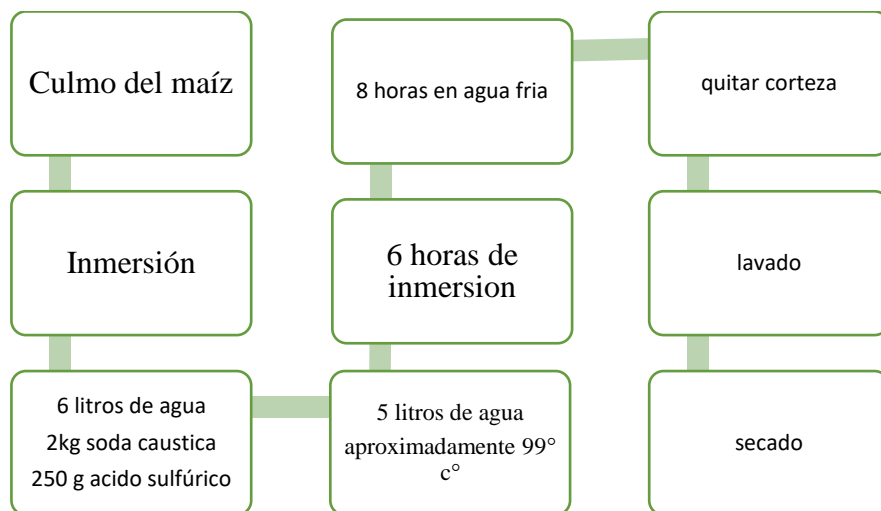 Culmo del maíz
Inmersión
6 litros de agua
2kg soda caustica
250 g acido sulfúrico
5 litros de agua
aproximadamente 99°
c°
6 horas de
inmersion
8 horas en agua fria
quitar corteza
lavado
secado